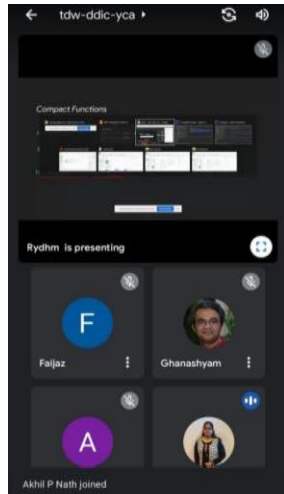 tdw-ddic-yca
Compact Functions
Rydhm is presenting
F
Faijaz
Ghanashyam
A
Akhil P Nath joined